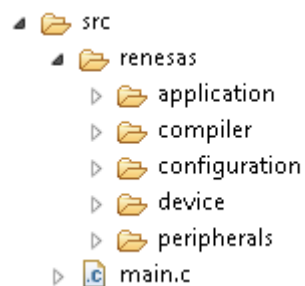 src
renesas
application
compiler
configuration
device
peripherals
.c main.c